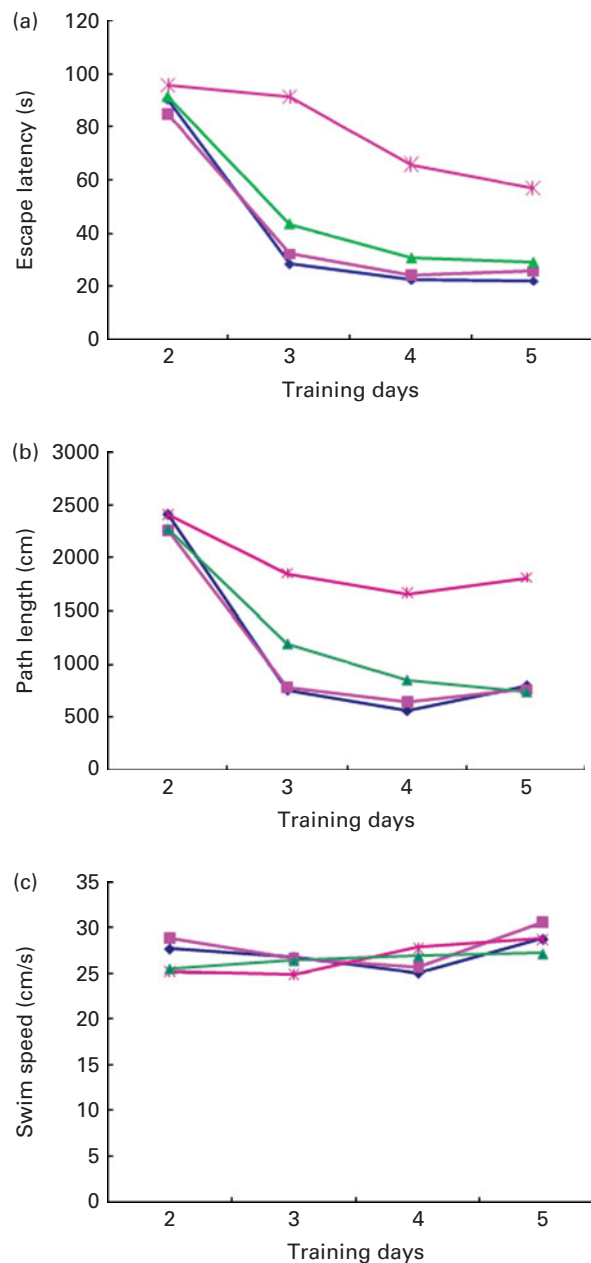 (a)
120
100
80
60
40
20
0
Escape latency (s)
2 3 4 5
Training days
(b)
3000
2500
2000
1500
1000
500
0
Path length (cm)
2 3 4 5
Training days
(c)
35
30
25
20
15
10
5
0
Swim speed (cm/s)
2 3 4 5
Training days